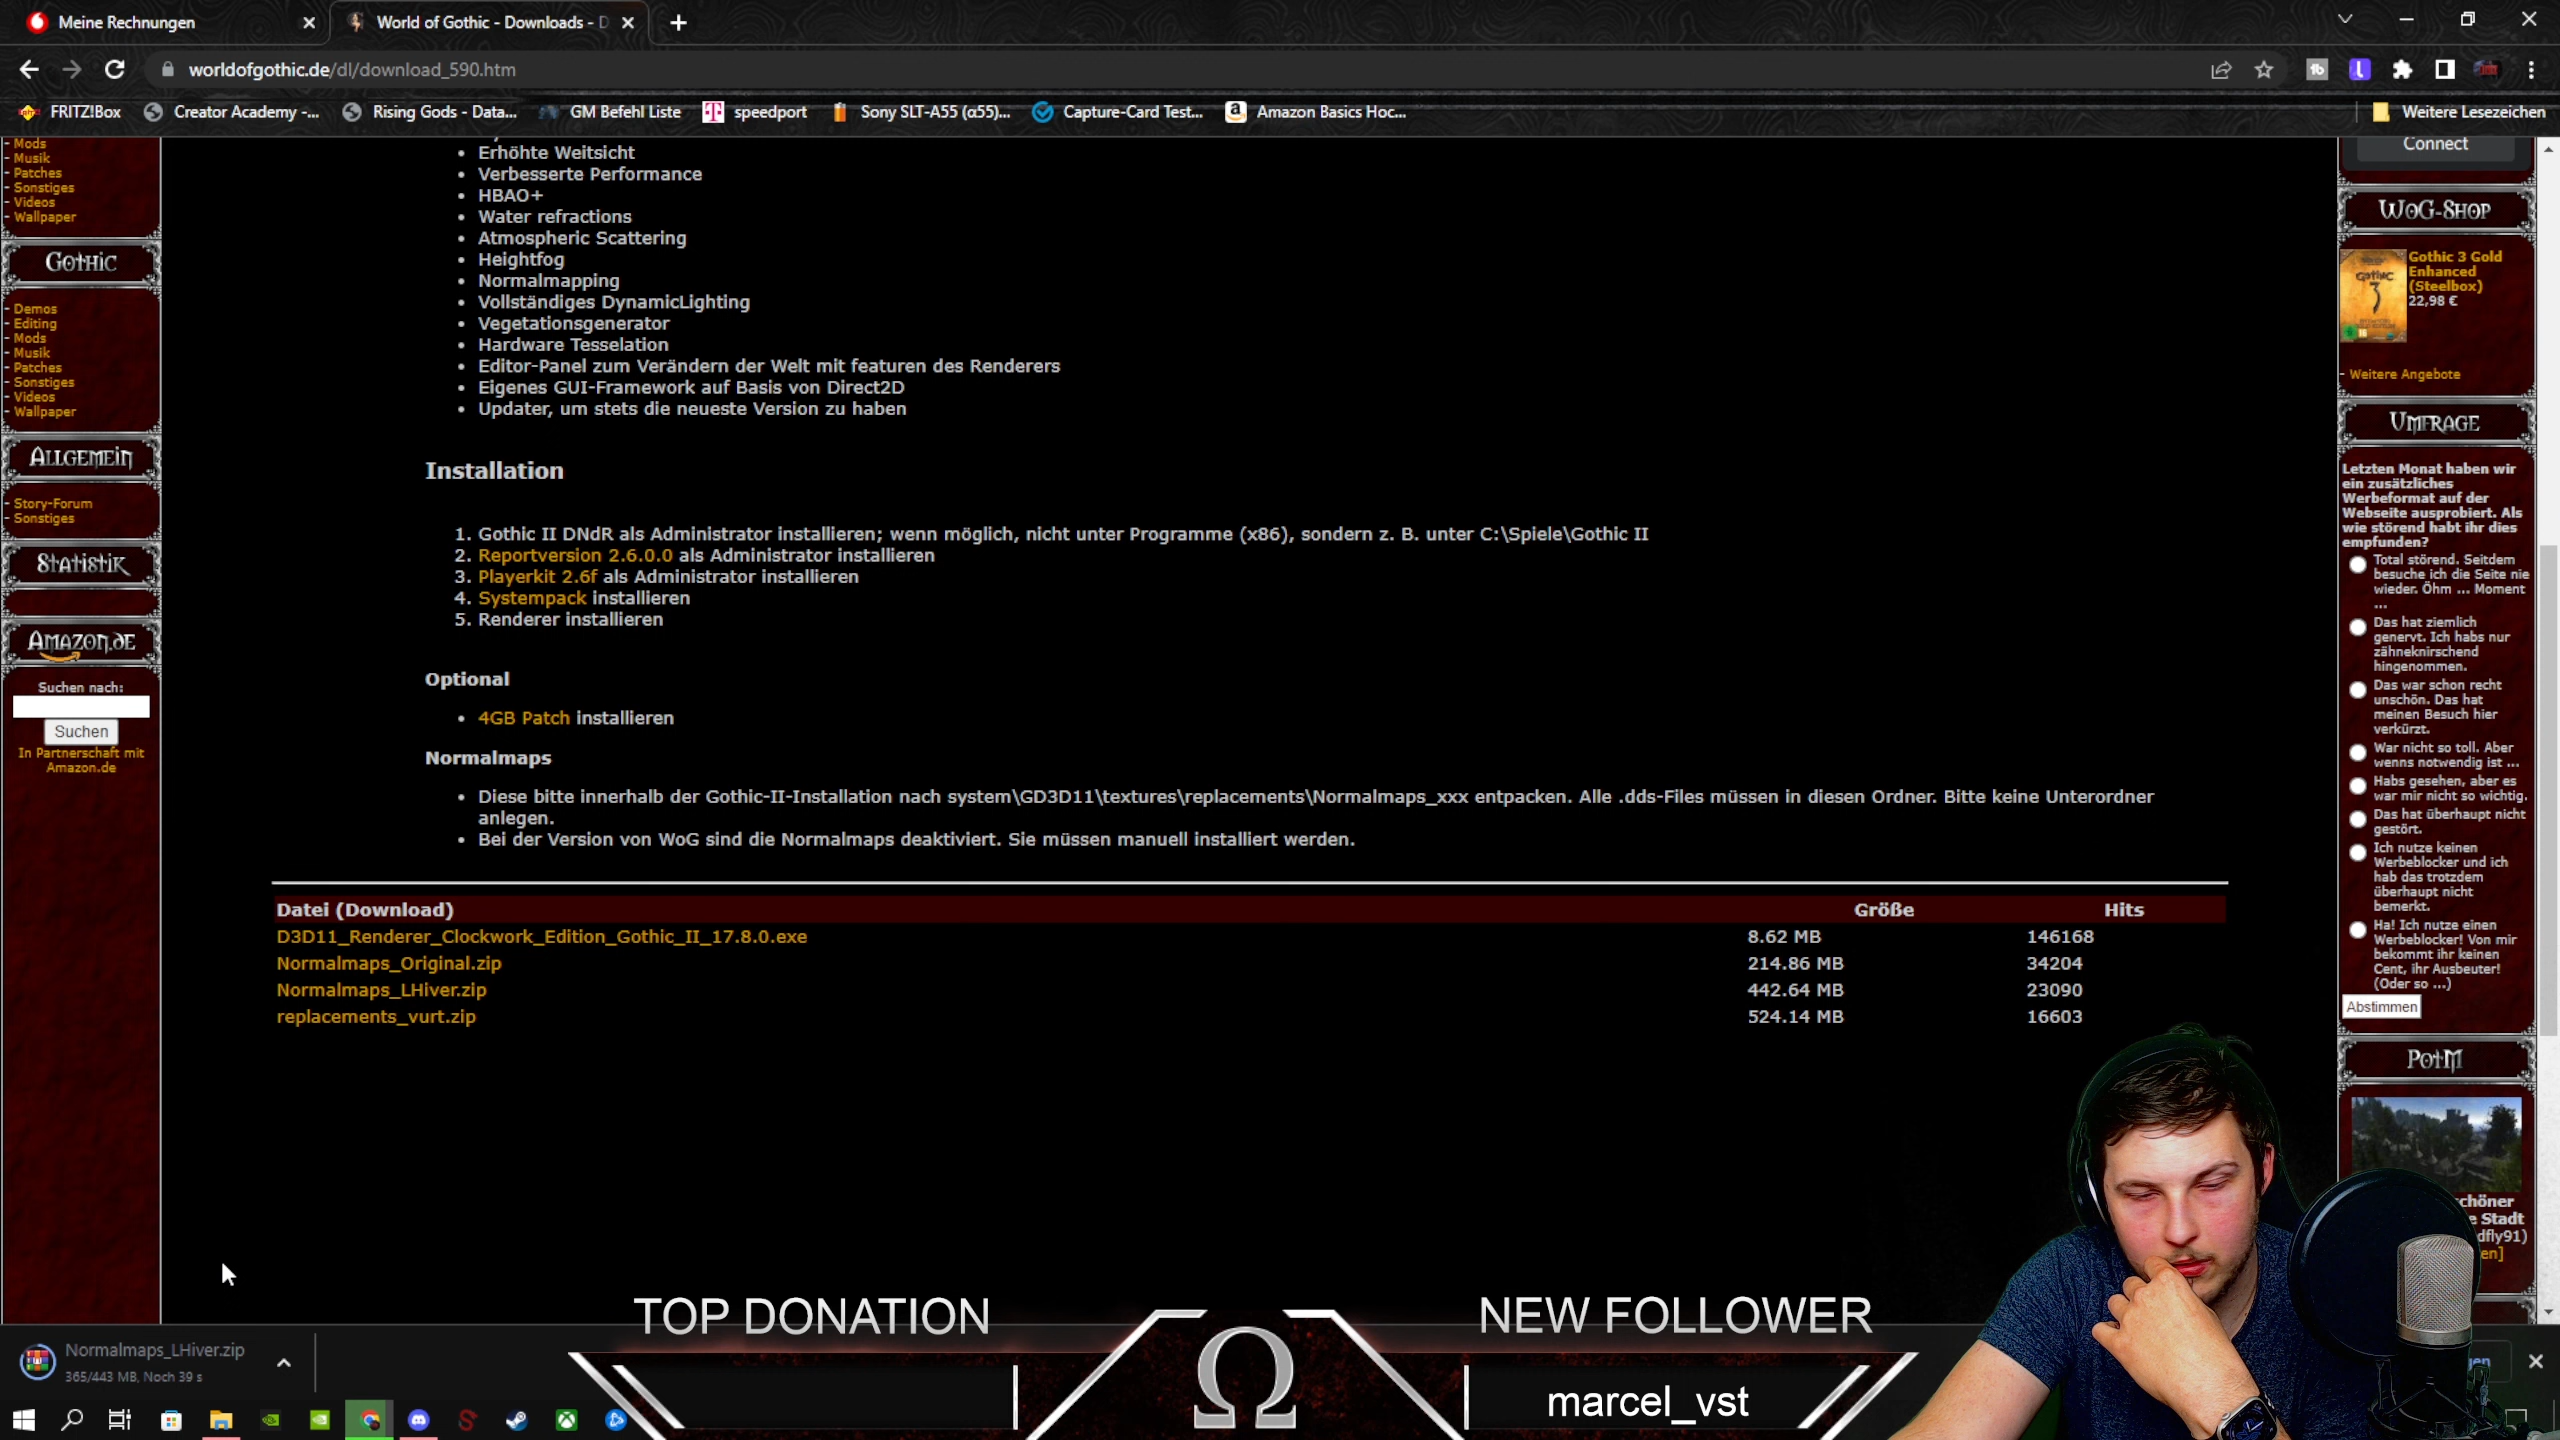 Meine Rechnungen
World of Gothic - Downloads - D
worldofgothic.de/dl/download_590.htm
FRITZ!Box
Creator Academy -...
Rising Gods - Data...
GM Befehl Liste
speedport
Sony SLT-A55 (α55)...
Capture-Card Test...
Amazon Basics Hoc...
Weitere Lesezeichen
- Mods
- Musik
- Patches
- Sonstiges
- Videos
- Wallpaper
Gothic
- Demos
- Editing
- Mods
- Musik
- Patches
- Sonstiges
- Videos
- Wallpaper
Allgemein
- Story-Forum
- Sonstiges
Statistik
Amazon.de
Suchen nach:
Suchen
In Partnerschaft mit
Amazon.de
• Erhöhte Weitsicht
• Verbesserte Performance
• HBAO+
• Water refractions
• Atmospheric Scattering
• Heightfog
• Normalmapping
• Vollständiges DynamicLighting
• Vegetationsgenerator
• Hardware Tesselation
• Editor-Panel zum Verändern der Welt mit featuren des Renderers
• Eigenes GUI-Framework auf Basis von Direct2D
• Updater, um stets die neueste Version zu haben
Installation
1. Gothic II DNdR als Administrator installieren; wenn möglich, nicht unter Programme (x86), sondern z. B. unter C:\Spiele\Gothic II
2. Reportversion 2.6.0.0 als Administrator installieren
3. Playerkit 2.6f als Administrator installieren
4. Systempack installieren
5. Renderer installieren
Optional
• 4GB Patch installieren
Normalmaps
• Diese bitte innerhalb der Gothic-II-Installation nach system\GD3D11\textures\replacements\Normalmaps_xxx entpacken. Alle .dds-Files müssen in diesen Ordner. Bitte keine Unterordner
anlegen.
• Bei der Version von WoG sind die Normalmaps deaktiviert. Sie müssen manuell installiert werden.
Datei (Download) Größe Hits
D3D11_Renderer_Clockwork_Edition_Gothic_II_17.8.0.exe 8.62 MB 146168
Normalmaps_Original.zip 214.86 MB 34204
Normalmaps_LHiver.zip 442.64 MB 23090
replacements_vurt.zip 524.14 MB 16603
Connect
WoG-Shop
Gothic 3 Gold
Enhanced
(Steelbox)
22,98 €
- Weitere Angebote
Umfrage
Letzten Monat haben wir
ein zusätzliches
Werbeformat auf der
Webseite ausprobiert. Als
wie störend habt ihr dies
empfunden?
Total störend. Seitdem
besuche ich die Seite nie
wieder. Öhm ... Moment
...
Das hat ziemlich
genervt. Ich habs nur
zähneknirschend
hingenommen.
Das war schon recht
unschön. Das hat
meinen Besuch hier
verkürzt.
War nicht so toll. Aber
wenns notwendig ist ...
Habs gesehen, aber es
war mir nicht so wichtig.
Das hat überhaupt nicht
gestört.
Ich nutze keinen
Werbeblocker und ich
hab das trotzdem
überhaupt nicht
bemerkt.
Ha! Ich nutze einen
Werbeblocker! Von mir
bekommt ihr keinen
Cent, ihr Ausbeuter!
(Oder so ...)
Abstimmen
PotM
chöner
e Stadt
dfly91)
en]
TOP DONATION
NEW FOLLOWER
Ω
marcel_vst
Normalmaps_LHiver.zip
365/443 MB, Noch 39 s